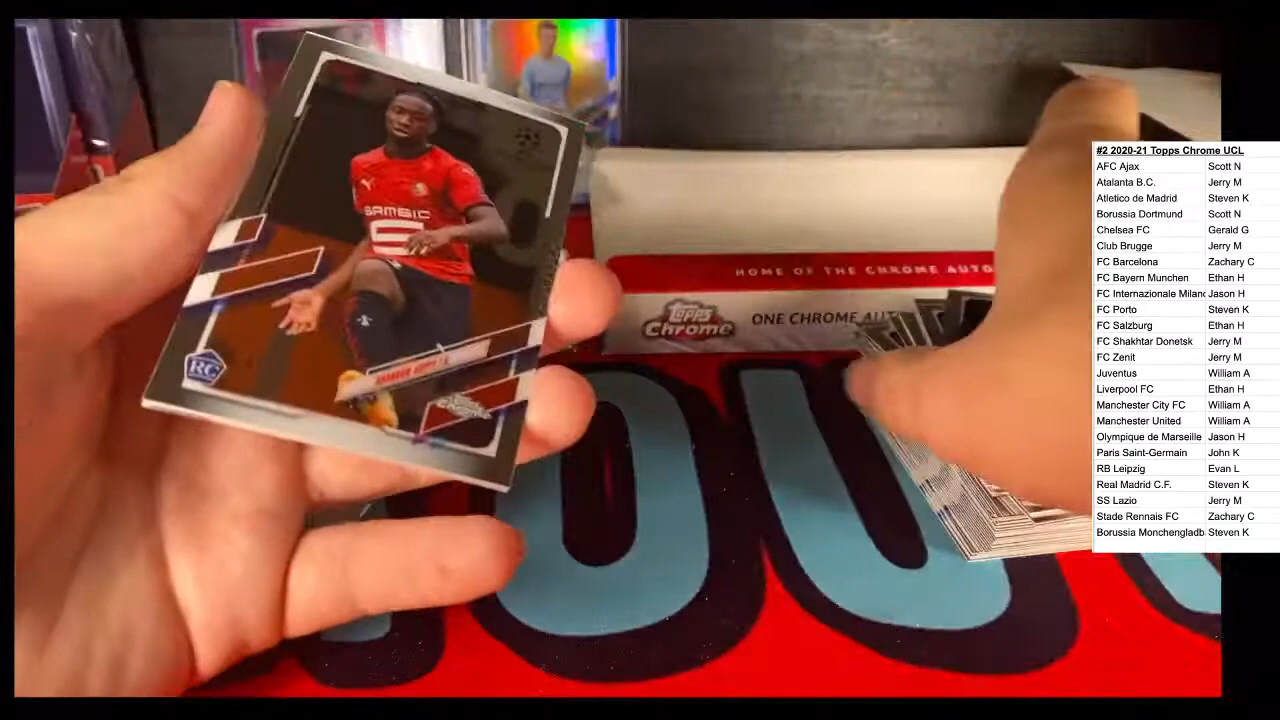 SAMSIC
RC
HOME OF THE CHROME AUTO
Topps
Chrome
ONE CHROME AUT
#2 2020-21 Topps Chrome UCL
AFC Ajax Scott N
Atalanta B.C. Jerry M
Atletico de Madrid Steven K
Borussia Dortmund Scott N
Chelsea FC Gerald G
Club Brugge Jerry M
FC Barcelona Zachary C
FC Bayern Munchen Ethan H
FC Internazionale Milano Jason H
FC Porto Steven K
FC Salzburg Ethan H
FC Shakhtar Donetsk Jerry M
FC Zenit Jerry M
Juventus William A
Liverpool FC Ethan H
Manchester City FC William A
Manchester United William A
Olympique de Marseille Jason H
Paris Saint-Germain John K
RB Leipzig Evan L
Real Madrid C.F. Steven K
SS Lazio Jerry M
Stade Rennais FC Zachary C
Borussia Monchengladb Steven K